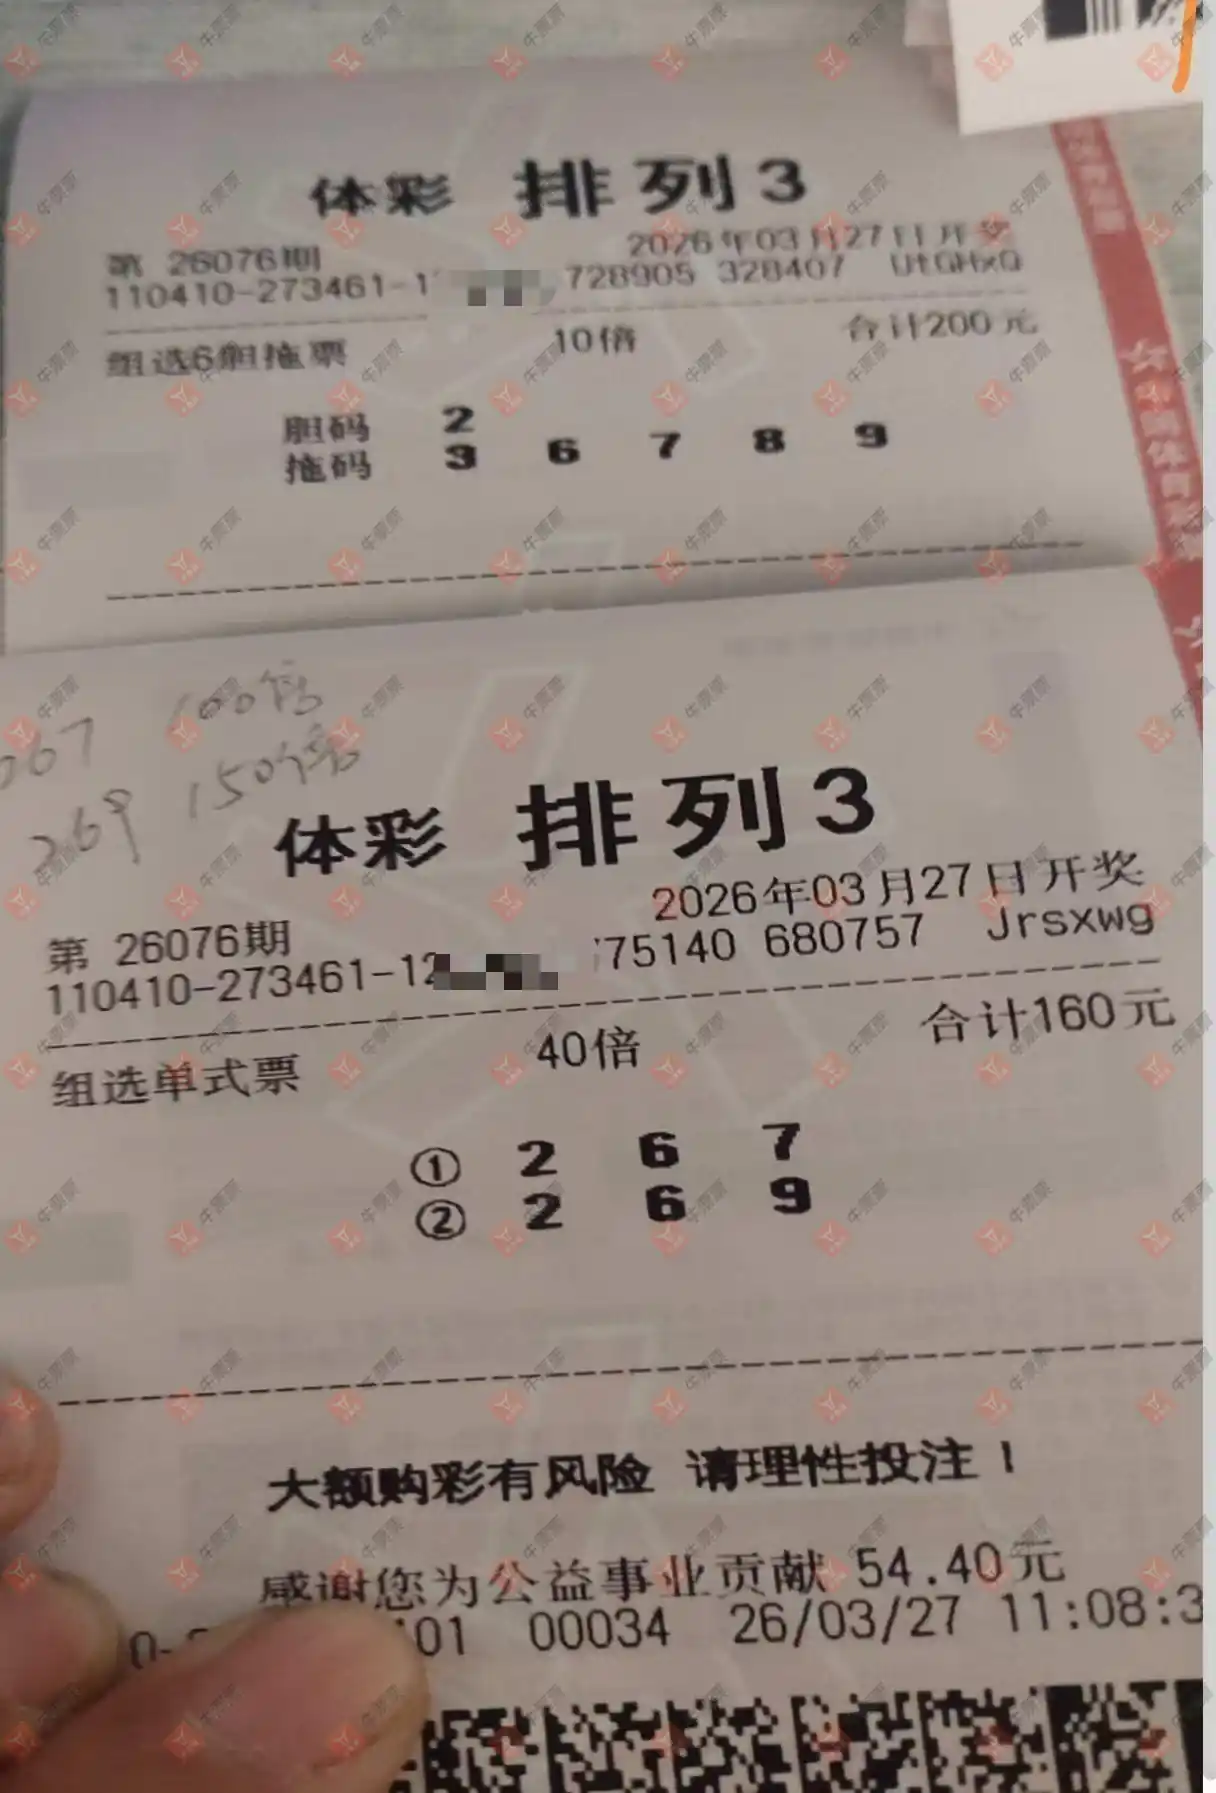 体彩 排列3
第 26076期 2026年03月27日开奖
110410-273461-1 728905 328407 UtGHxQ
组选6胆拖票 10倍 合计200元
胆码 2
拖码 3 6 7 8 9
067 100倍
269 150倍
体彩 排列3
第 26076期 2026年03月27日开奖
110410-273461-12 75140 680757 Jrsxwg
组选单式票 40倍 合计160元
① 2 6 7
② 2 6 9
大额购彩有风险 请理性投注!
感谢您为公益事业贡献 54.40元
01 00034 26/03/27 11:08:3
牛票票